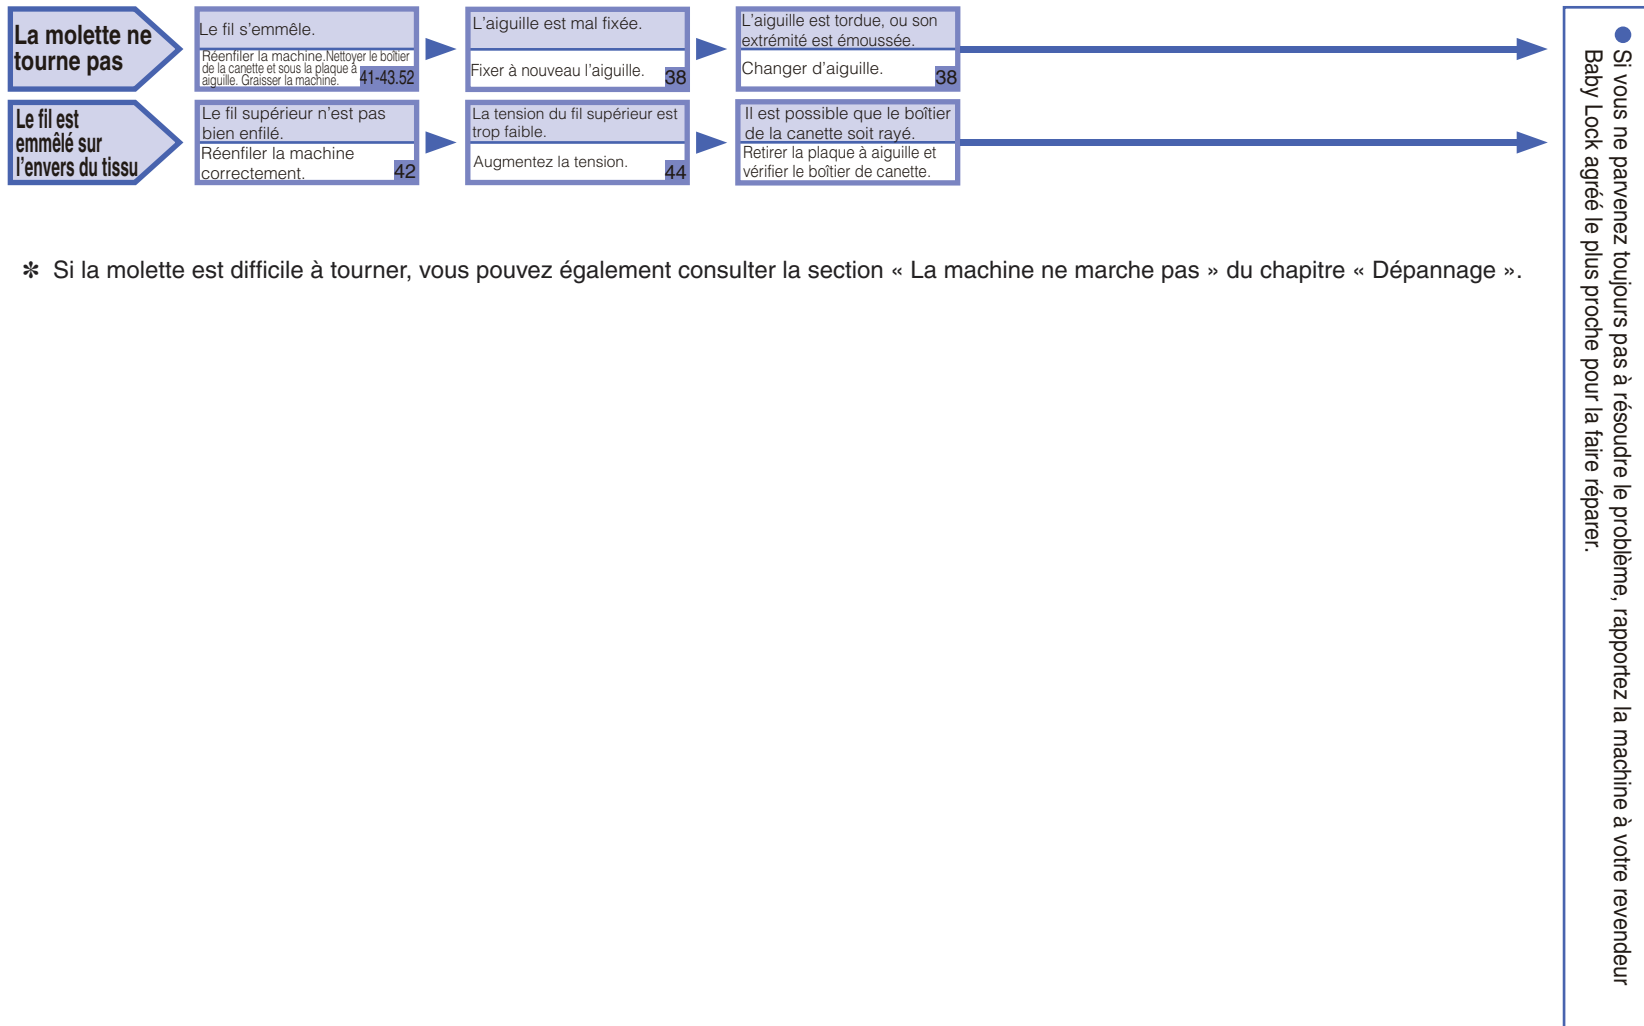 La molette ne
tourne pas
Le fil s’emmêle.
Réenfiler la machine.Nettoyer le boîtier
de la canette et sous la plaque à
aiguille. Graisser la machine.
41-43.52
L’aiguille est mal fixée.
Fixer à nouveau l’aiguille.
38
L’aiguille est tordue, ou son
extrémité est émoussée.
Changer d’aiguille.
38
Le fil est
emmêlé sur
l’envers du tissu
Le fil supérieur n’est pas
bien enfilé.
Réenfiler la machine
correctement.
42
La tension du fil supérieur est
trop faible.
Augmentez la tension.
44
Il est possible que le boîtier
de la canette soit rayé.
Retirer la plaque à aiguille et
vérifier le boîtier de canette.
✻ Si la molette est difficile à tourner, vous pouvez également consulter la section « La machine ne marche pas » du chapitre « Dépannage ».
● Si vous ne parvenez toujours pas à résoudre le problème, rapportez la machine à votre revendeur
Baby Lock agréé le plus proche pour la faire réparer.